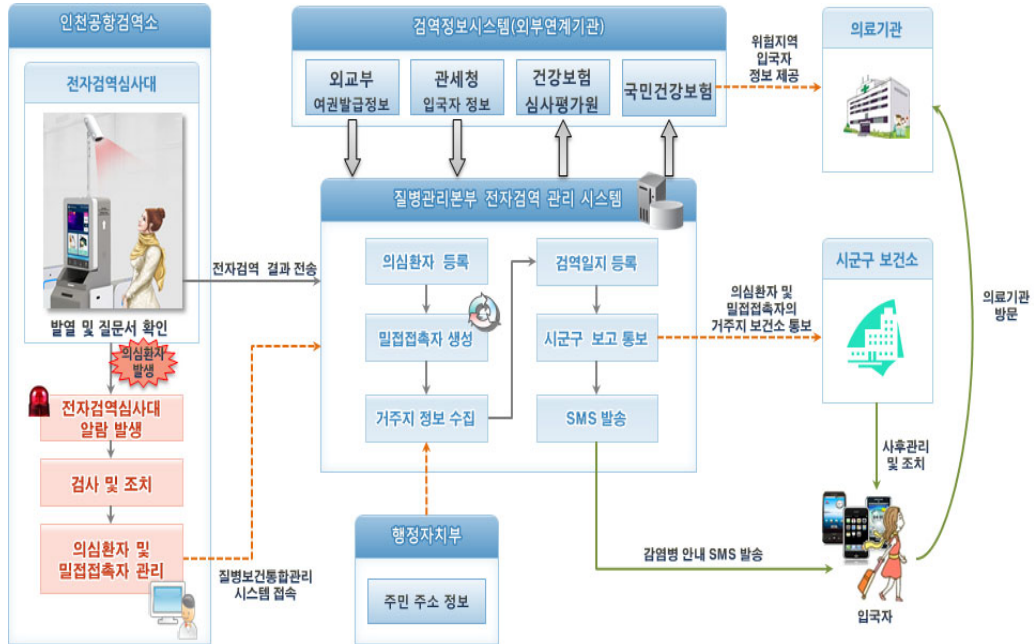 인천공항검역소
전자검역심사대
발열 및 질문서 확인
의심환자
발생
전자검역심사대
알람 발생
검사 및 조치
의심환자 및
밀접접촉자 관리
전자검역 결과 전송
질병보건통합관리
시스템 접속
검역정보시스템(외부연계기관)
외교부
여권발급정보
관세청
입국자 정보
건강보험
심사평가원
국민건강보험
질병관리본부 전자검역 관리 시스템
의심환자 등록
밀접접촉자 생성
거주지 정보 수집
검역일지 등록
시군구 보고 통보
SMS 발송
행정자치부
주민 주소 정보
위험지역
입국자
정보 제공
의료기관
의심환자 및
밀접접촉자의
거주지 보건소 통보
시군구 보건소
의료기관
방문
사후관리
및 조치
감염병 안내 SMS 발송
입국자